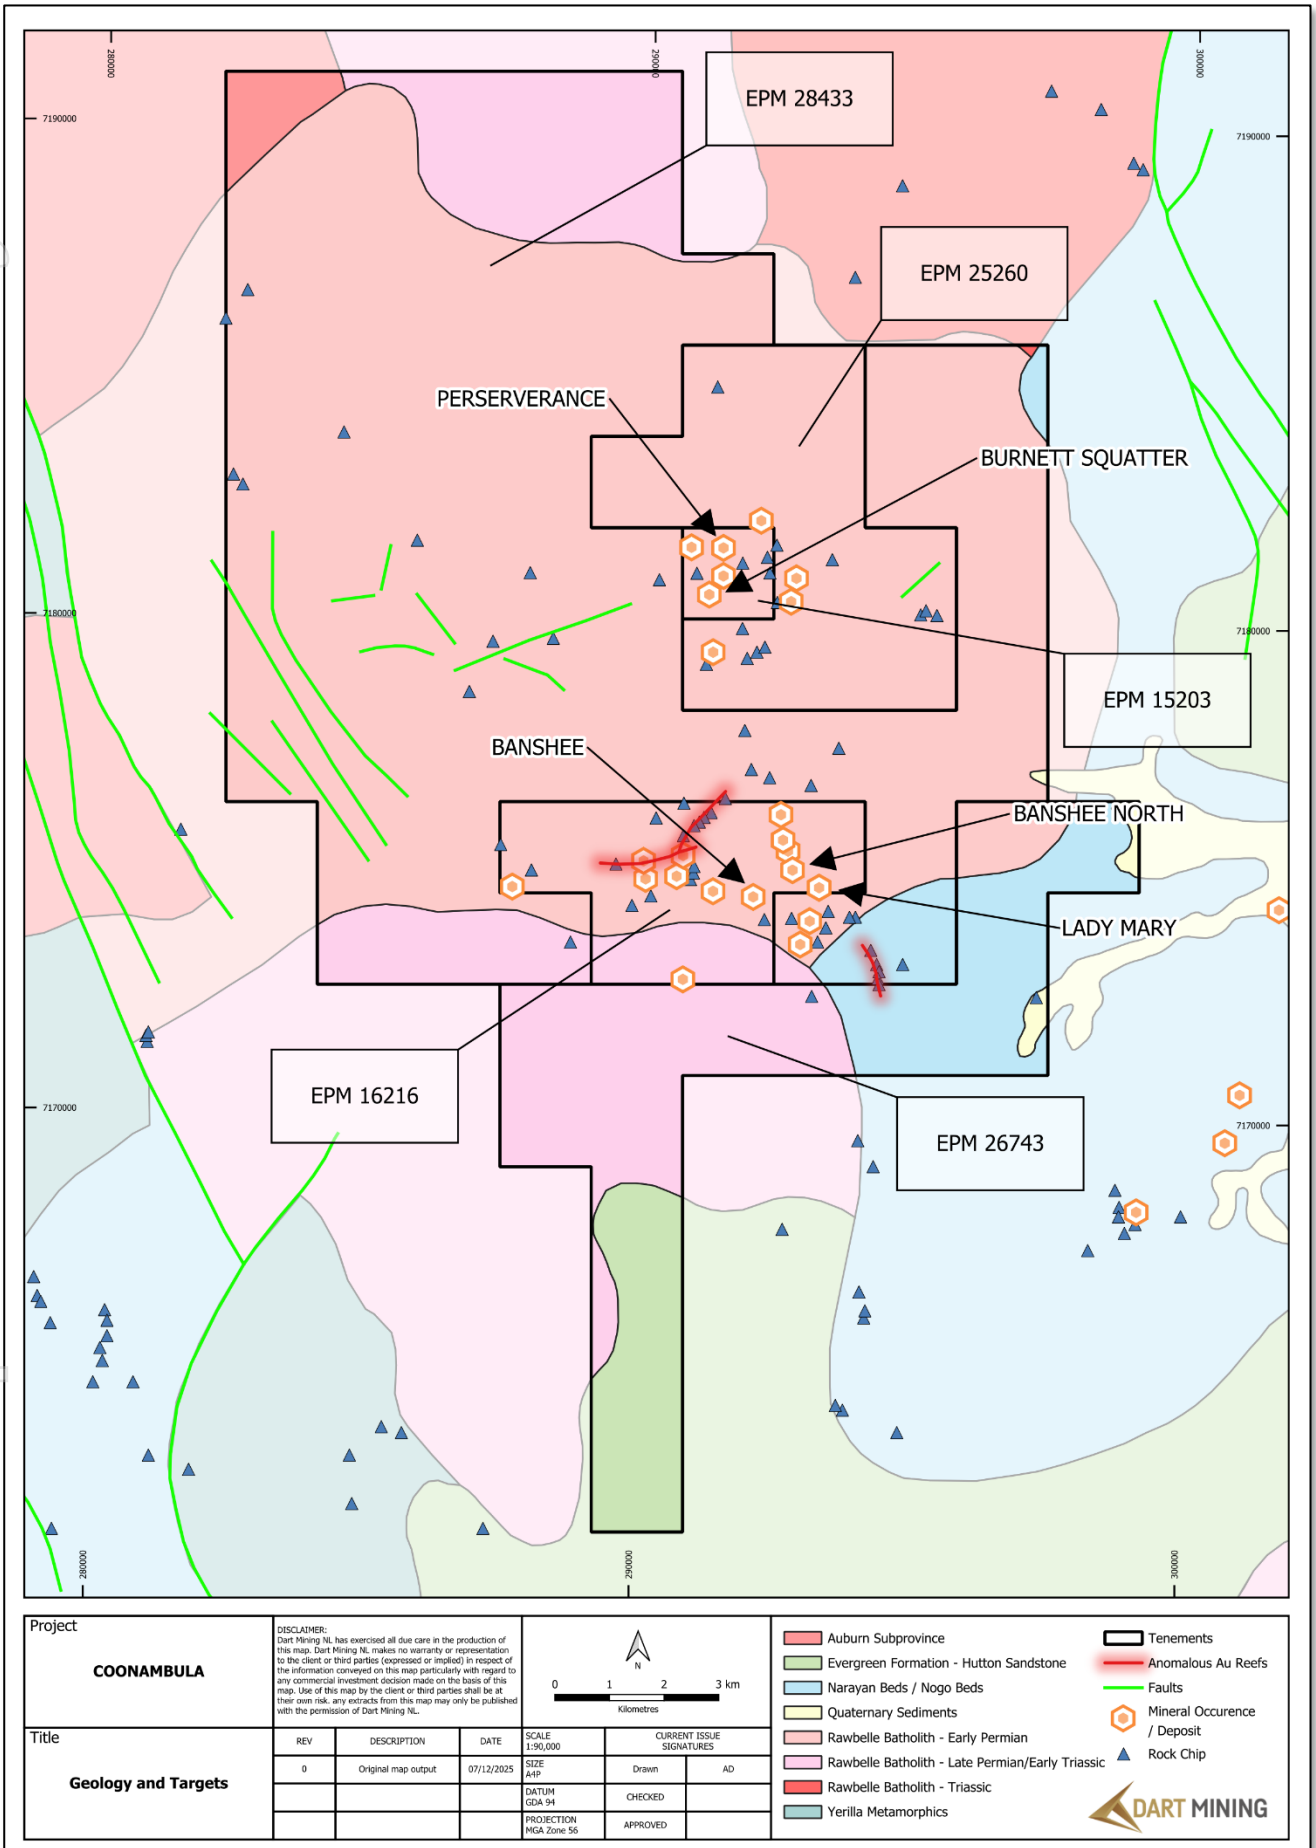 280000
290000
300000
7190000
7190000
EPM 28433
EPM 25260
PERSERVERANCE
BURNETT SQUATTER
7180000
7180000
EPM 15203
BANSHEE
BANSHEE NORTH
LADY MARY
EPM 16216
EPM 26743
7170000
7170000
280000
290000
300000
Project
COONAMBULA
Title
Geology and Targets
DISCLAIMER:
Dart Mining NL has exercised all due care in the production of
this map. Dart Mining NL makes no warranty or representation
to the client or third parties (expressed or implied) in respect of
the information conveyed on this map particularly with regard to
any commercial investment decision made on the basis of this
map. Use of this map by the client or third parties shall be at
their own risk. any extracts from this map may only be published
with the permission of Dart Mining NL.
N
0 1 2 3 km
Kilometres
REV DESCRIPTION DATE
0 Original map output 07/12/2025
SCALE
1:90,000
SIZE
A4P
DATUM
GDA 94
PROJECTION
MGA Zone 56
CURRENT ISSUE
SIGNATURES
Drawn AD
CHECKED
APPROVED
Auburn Subprovince
Evergreen Formation - Hutton Sandstone
Narayan Beds / Nogo Beds
Quaternary Sediments
Rawbelle Batholith - Early Permian
Rawbelle Batholith - Late Permian/Early Triassic
Rawbelle Batholith - Triassic
Yerilla Metamorphics
Tenements
Anomalous Au Reefs
Faults
Mineral Occurence
/ Deposit
Rock Chip
DART MINING